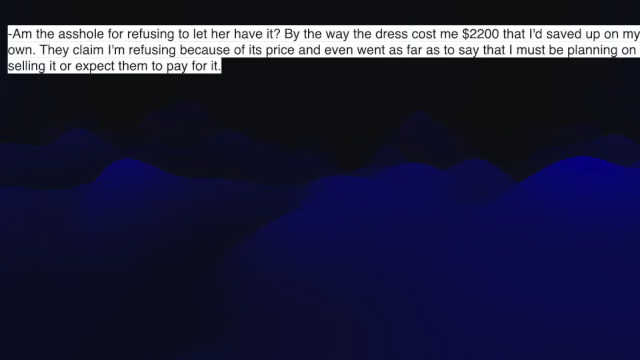 -Am the asshole for refusing to let her have it? By the way the dress cost me $2200 that I'd saved up on my
own. They claim I'm refusing because of its price and even went as far as to say that I must be planning on
selling it or expect them to pay for it.